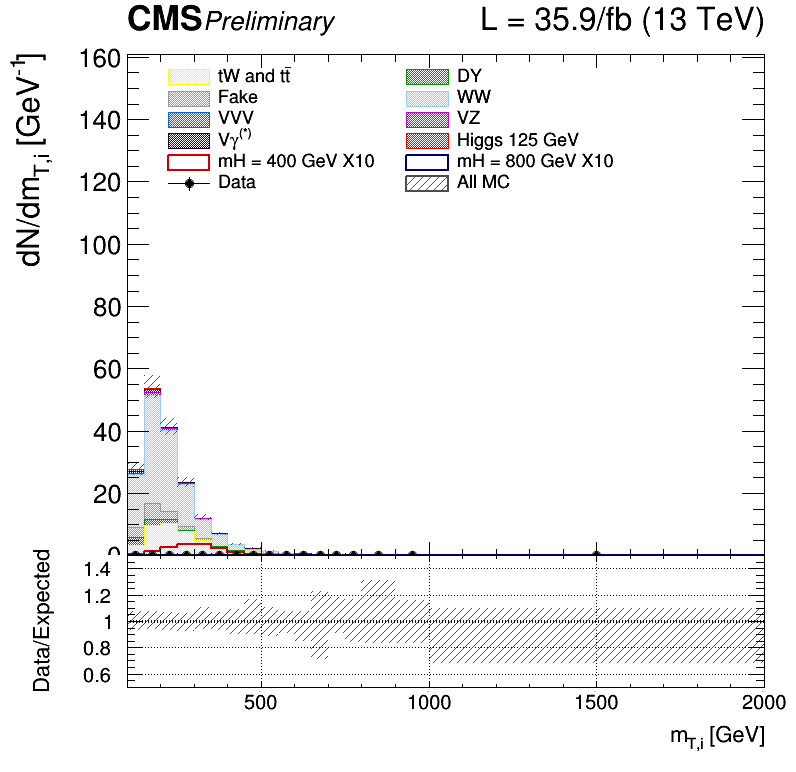 CMS Preliminary L = 35.9/fb (13 TeV)
dN/dm_{T,i} [GeV^{-1}]
160
140
120
100
80
60
40
20
0
tW and tt̄ DY
Fake WW
VVV VZ
Vγ^{(*)} Higgs 125 GeV
mH = 400 GeV X10 mH = 800 GeV X10
Data All MC
Data/Expected
1.4
1.2
1
0.8
0.6
500 1000 1500 2000
m_{T,i} [GeV]